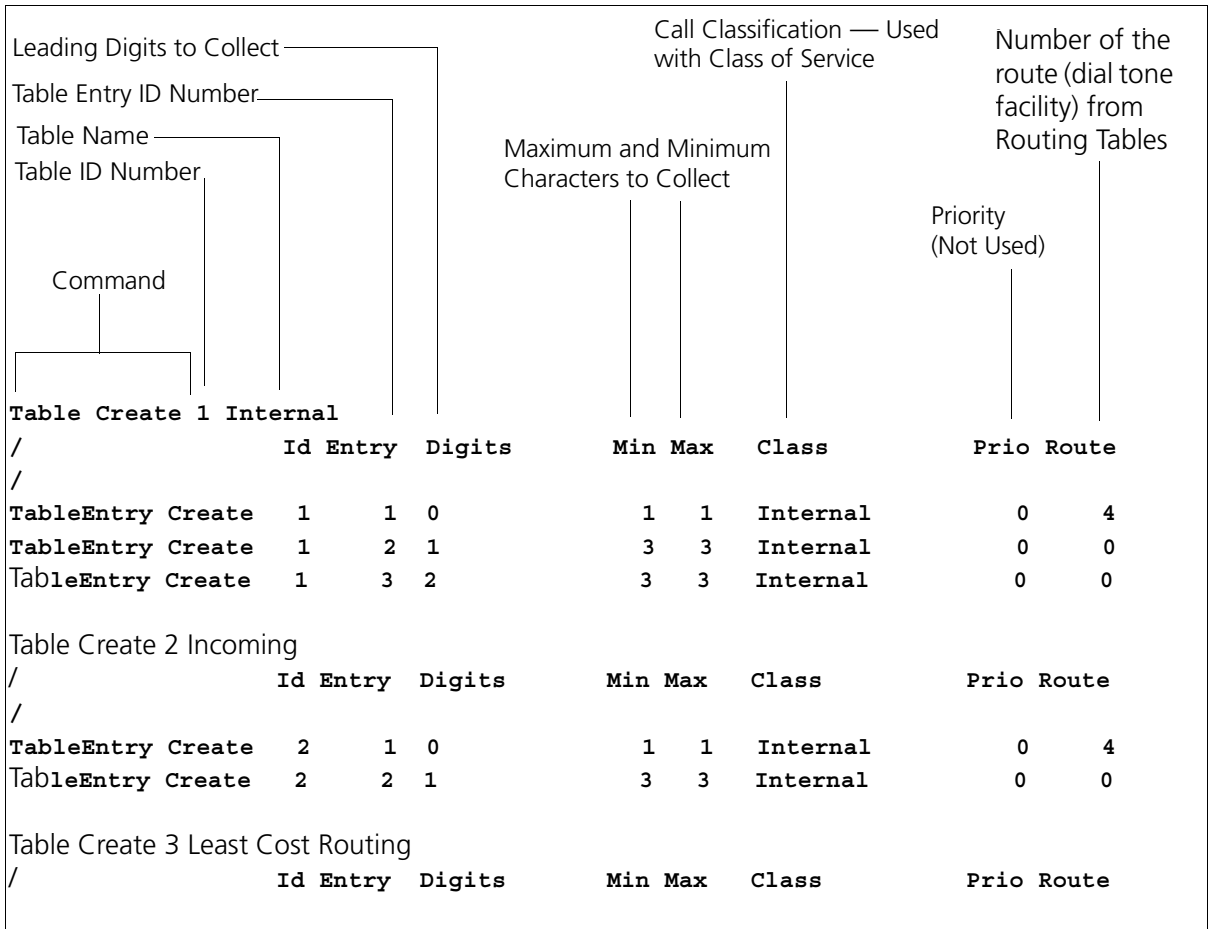 Leading Digits to Collect
Table Entry ID Number
Table Name
Table ID Number
Command
Maximum and Minimum
Characters to Collect
Call Classification — Used
with Class of Service
Priority
(Not Used)
Number of the
route (dial tone
facility) from
Routing Tables
Table Create 1 Internal
/ Id Entry Digits Min Max Class Prio Route
/
TableEntry Create 1 1 0 1 1 Internal 0 4
TableEntry Create 1 2 1 3 3 Internal 0 0
TableEntry Create 1 3 2 3 3 Internal 0 0
Table Create 2 Incoming
/ Id Entry Digits Min Max Class Prio Route
/
TableEntry Create 2 1 0 1 1 Internal 0 4
TableEntry Create 2 2 1 3 3 Internal 0 0
Table Create 3 Least Cost Routing
/ Id Entry Digits Min Max Class Prio Route